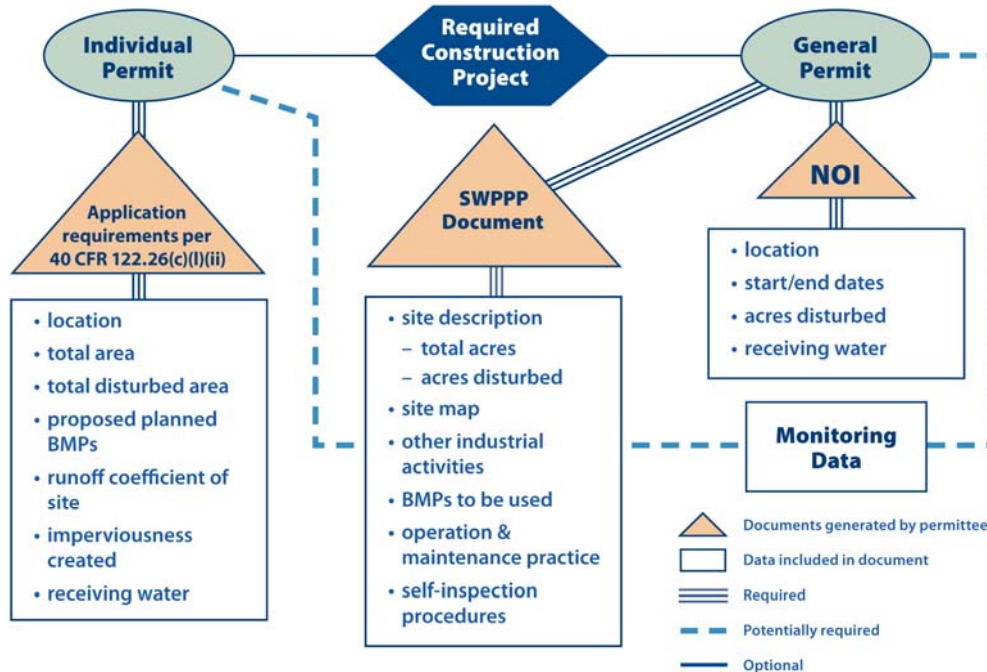 Individual
Permit
Required
Construction
Project
General
Permit
Application
requirements per
40 CFR 122.26(c)(l)(ii)
• location
• total area
• total disturbed area
• proposed planned
BMPs
• runoff coefficient of
site
• imperviousness
created
• receiving water
SWPPP
Document
• site description
– total acres
– acres disturbed
• site map
• other industrial
activities
• BMPs to be used
• operation &
maintenance practice
• self-inspection
procedures
NOI
• location
• start/end dates
• acres disturbed
• receiving water
Monitoring
Data
Documents generated by permittee
Data included in document
Required
Potentially required
Optional